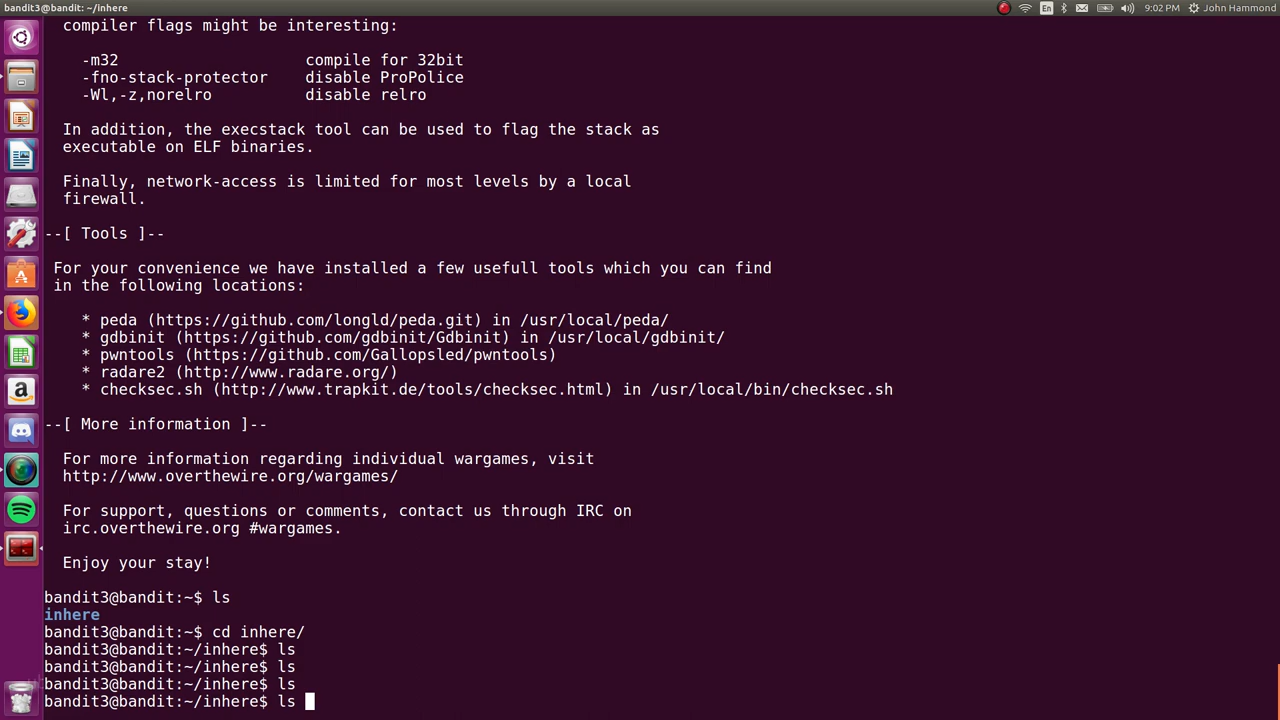 bandit3@bandit: ~/inhere
En
9:02 PM
John Hammond
compiler flags might be interesting:
-m32 compile for 32bit
-fno-stack-protector disable ProPolice
-Wl,-z,norelro disable relro
In addition, the execstack tool can be used to flag the stack as
executable on ELF binaries.
Finally, network-access is limited for most levels by a local
firewall.
--[ Tools ]--
For your convenience we have installed a few usefull tools which you can find
in the following locations:
* peda (https://github.com/longld/peda.git) in /usr/local/peda/
* gdbinit (https://github.com/gdbinit/Gdbinit) in /usr/local/gdbinit/
* pwntools (https://github.com/Gallopsled/pwntools)
* radare2 (http://www.radare.org/)
* checksec.sh (http://www.trapkit.de/tools/checksec.html) in /usr/local/bin/checksec.sh
--[ More information ]--
For more information regarding individual wargames, visit
http://www.overthewire.org/wargames/
For support, questions or comments, contact us through IRC on
irc.overthewire.org #wargames.
Enjoy your stay!
bandit3@bandit:~$ ls
inhere
bandit3@bandit:~$ cd inhere/
bandit3@bandit:~/inhere$ ls
bandit3@bandit:~/inhere$ ls
bandit3@bandit:~/inhere$ ls
bandit3@bandit:~/inhere$ ls